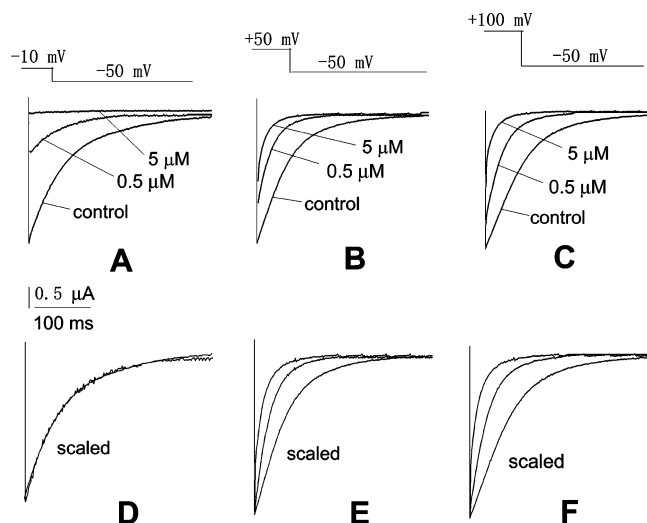 −10 mV
−50 mV
5 μM
0.5 μM
control
A
+50 mV
−50 mV
5 μM
0.5 μM
control
B
+100 mV
−50 mV
5 μM
0.5 μM
control
C
0.5 μA
100 ms
scaled
D
scaled
E
scaled
F